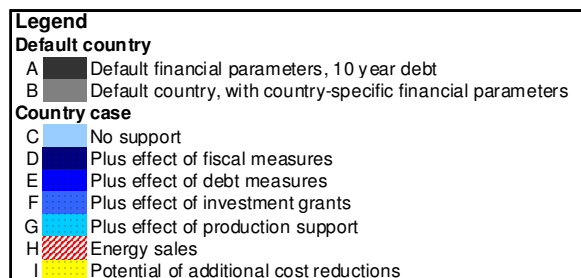 Legend
Default country
A Default financial parameters, 10 year debt
B Default country, with country-specific financial parameters
Country case
C No support
D Plus effect of fiscal measures
E Plus effect of debt measures
F Plus effect of investment grants
G Plus effect of production support
H Energy sales
I Potential of additional cost reductions